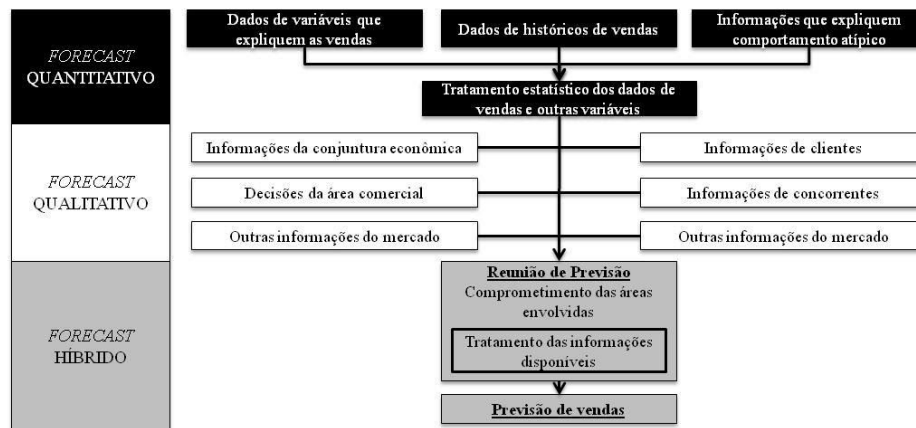 FORECAST
QUANTITATIVO
Dados de variáveis que
expliquem as vendas
Dados de históricos de vendas
Informações que expliquem
comportamento atípico
Tratamento estatístico dos dados de
vendas e outras variáveis
FORECAST
QUALITATIVO
Informações da conjuntura econômica
Informações de clientes
Decisões da área comercial
Informações de concorrentes
Outras informações do mercado
Outras informações do mercado
FORECAST
HÍBRIDO
Reunião de Previsão
Comprometimento das áreas
envolvidas
Tratamento das informações
disponíveis
Previsão de vendas